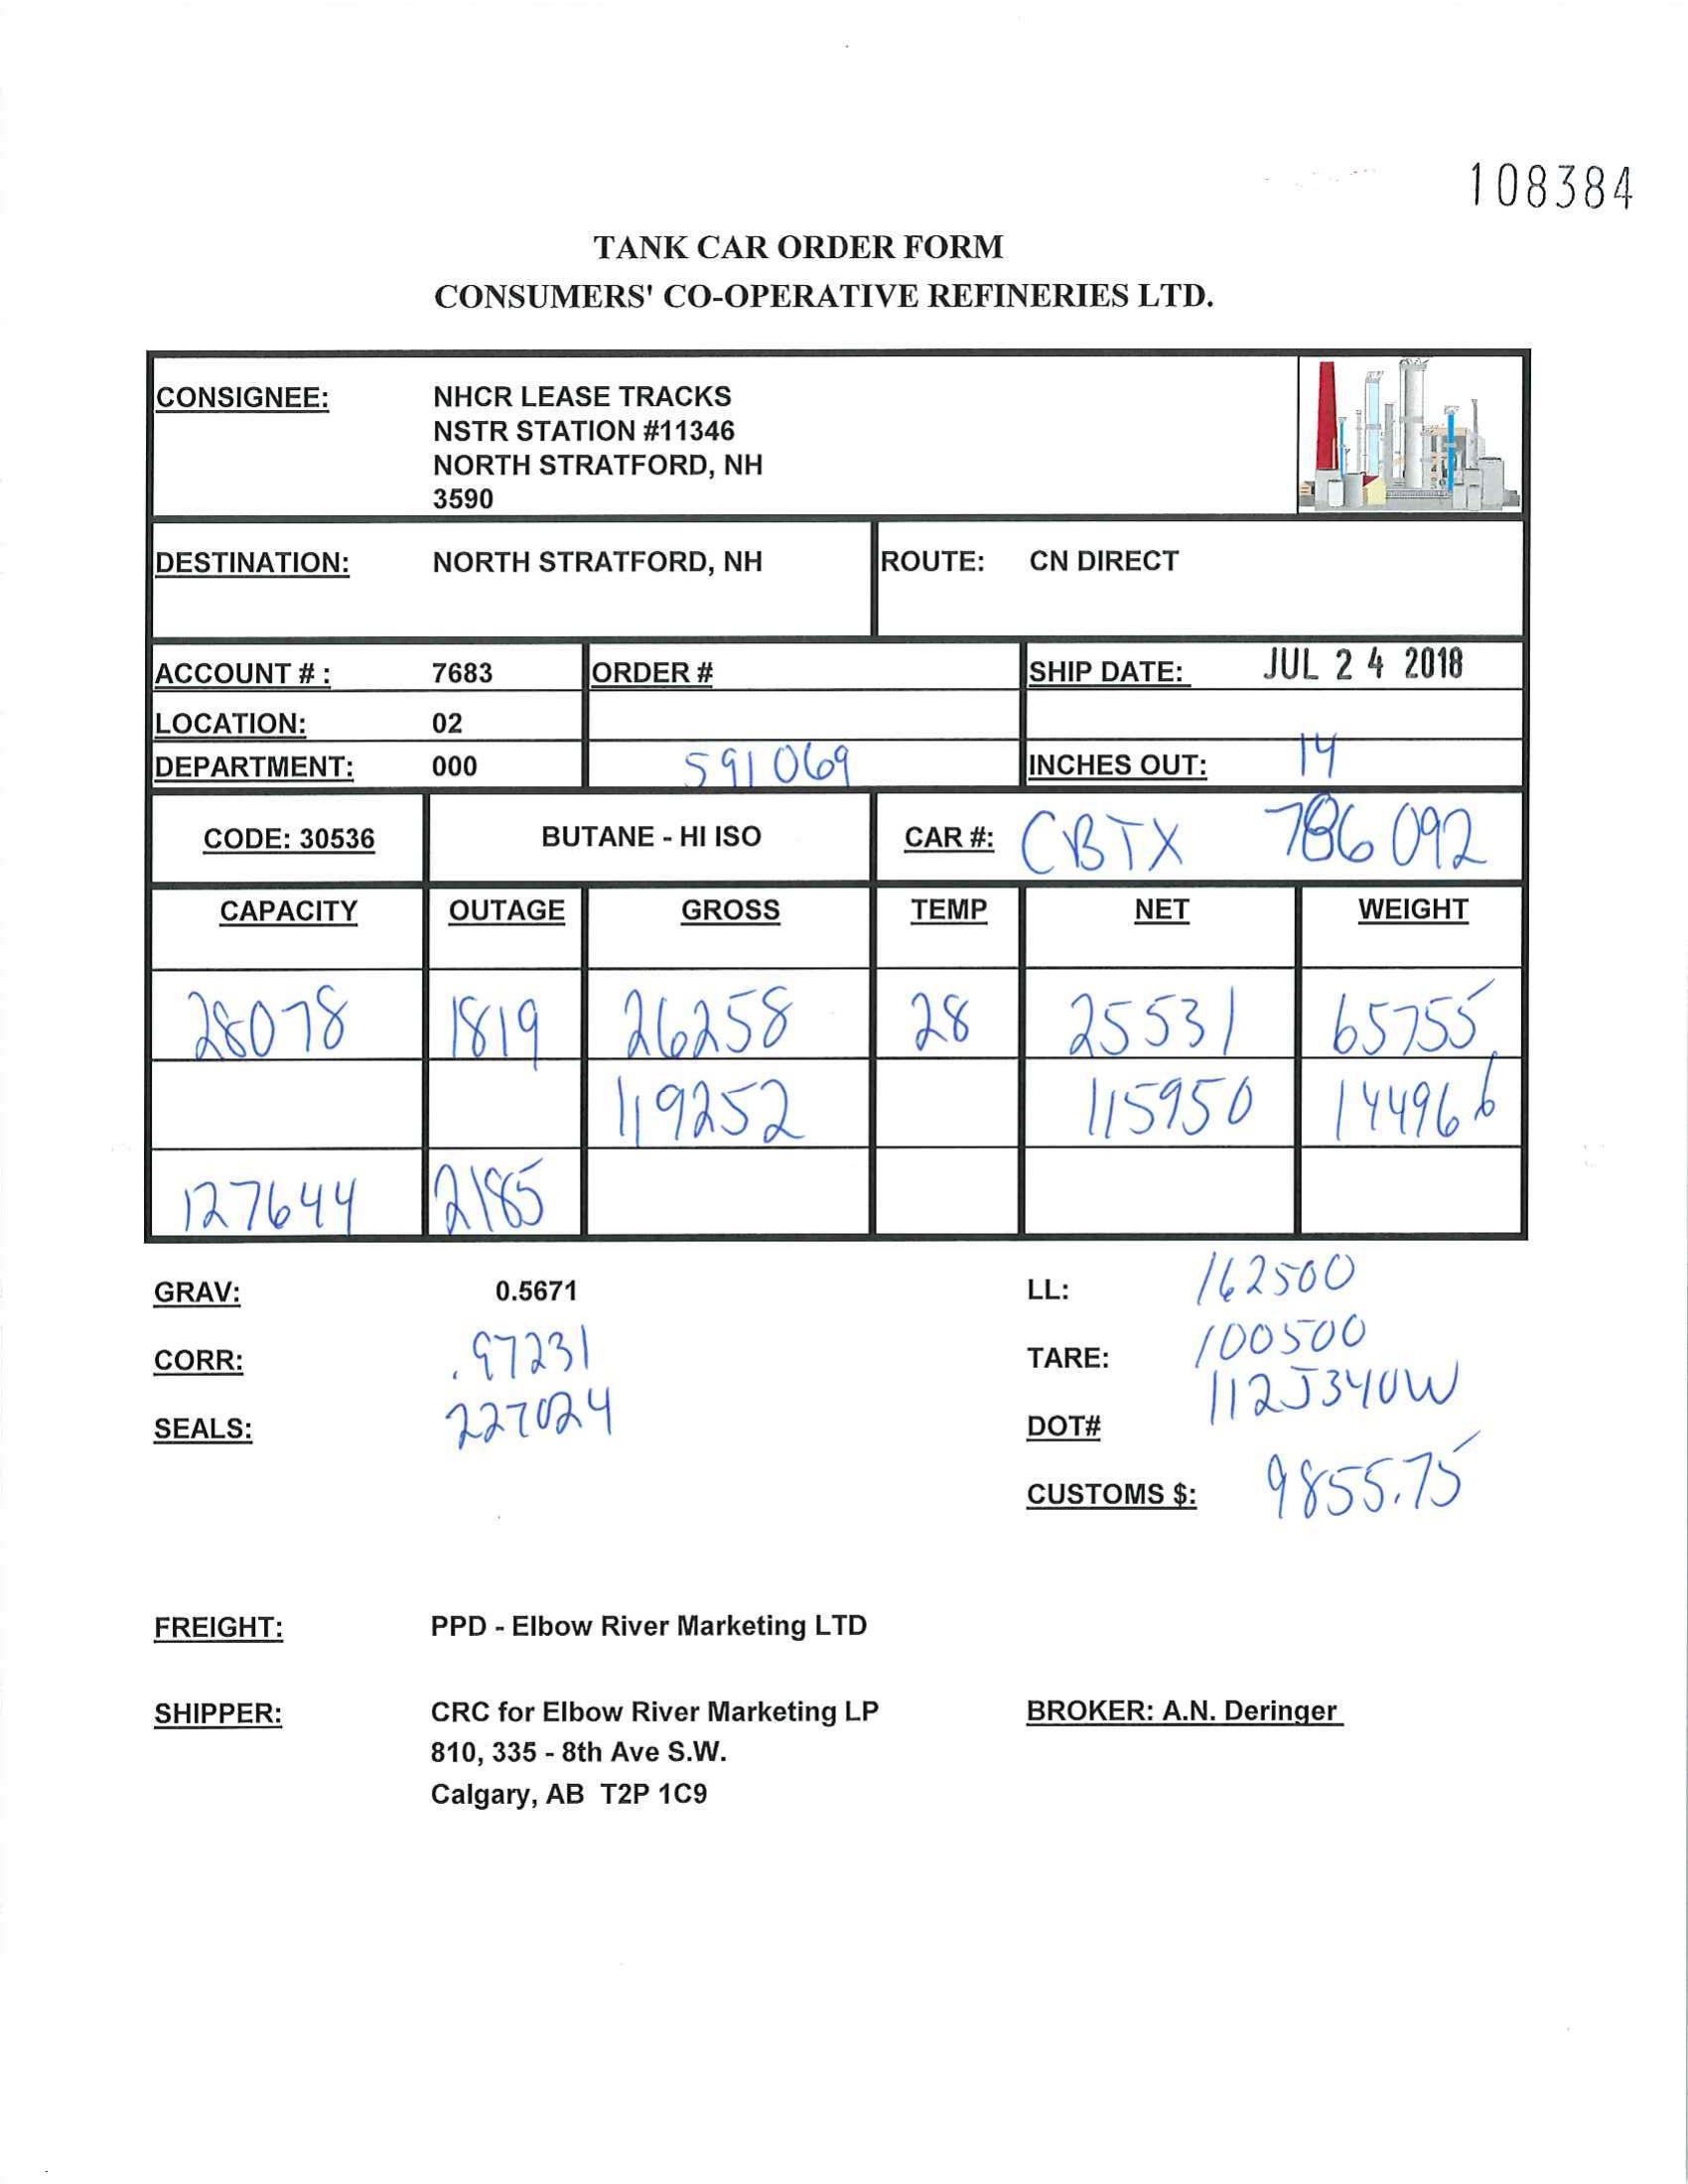 108384
TANK CAR ORDER FORM
CONSUMERS' CO-OPERATIVE REFINERIES LTD.
CONSIGNEE: NHCR LEASE TRACKS
NSTR STATION #11346
NORTH STRATFORD, NH
3590
DESTINATION: NORTH STRATFORD, NH ROUTE: CN DIRECT
ACCOUNT # : 7683 ORDER # SHIP DATE: JUL 24 2018
LOCATION: 02
DEPARTMENT: 000 591069 INCHES OUT: 14
CODE: 30536 BUTANE - HI ISO CAR #: CBTX 786092
CAPACITY OUTAGE GROSS TEMP NET WEIGHT
28078 1819 26258 28 25531 65755
119252 115950 144966
127644 2185
GRAV: 0.5671 LL: 162500
CORR: .97231 TARE: 100500
SEALS: 227024 DOT# 112J340W
CUSTOMS $: 9855.75
FREIGHT: PPD - Elbow River Marketing LTD
SHIPPER: CRC for Elbow River Marketing LP BROKER: A.N. Deringer
810, 335 - 8th Ave S.W.
Calgary, AB T2P 1C9